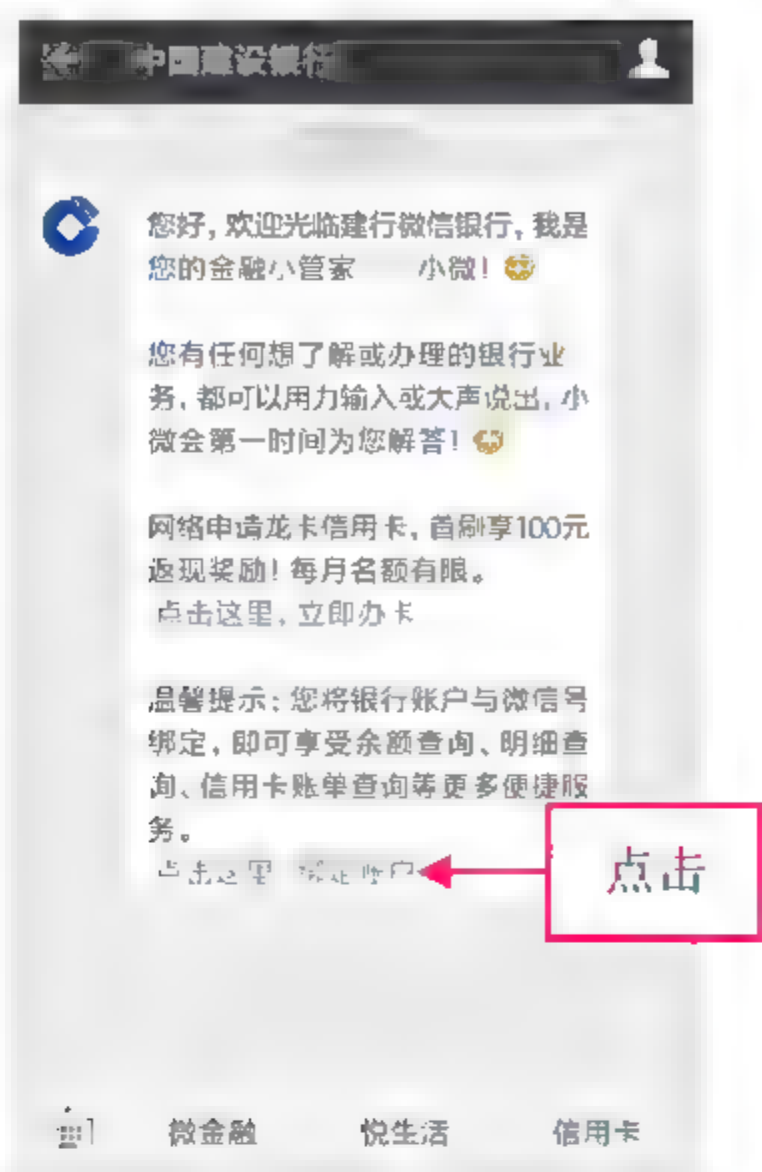 中国建设银行
您好，欢迎光临建行微信银行，我是
您的金融小管家 小微！
您有任何想了解或办理的银行业
务，都可以用力输入或大声说出，小
微会第一时间为您解答！
网络申请龙卡信用卡，首刷享100元
返现奖励！每月名额有限。
点击这里，立即办卡
温馨提示：您将银行账户与微信号
绑定，即可享受余额查询、明细查
询、信用卡账单查询等更多便捷服
务。
点击这里 绑定账户
点击
微金融
悦生活
信用卡